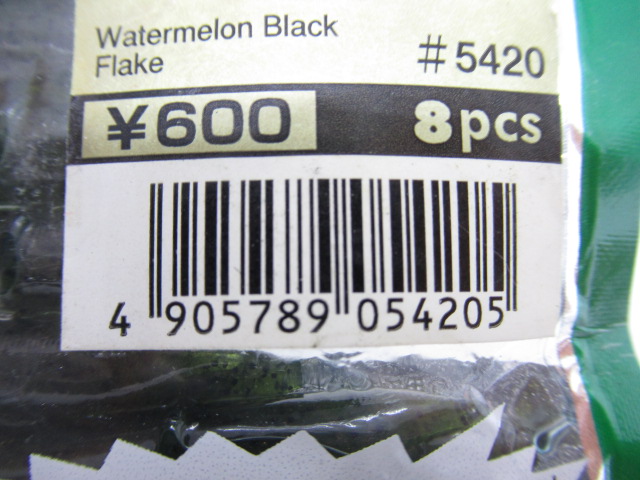 Watermelon Black
Flake
#5420
¥600
8pcs
4 905789 054205